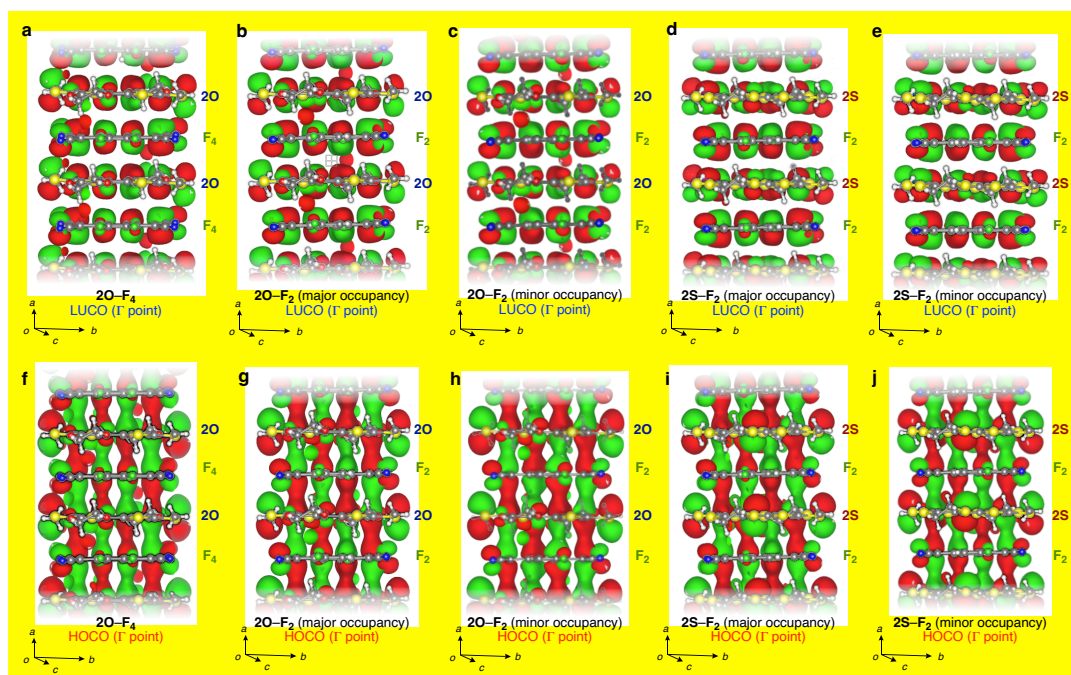 a
b
c
d
e
2O
F₄
2O
F₄
2O
F₂
2O
F₂
2O
F₂
2O
F₂
2S
F₂
2S
F₂
2S
F₂
2S
F₂
2O–F₄
LUCO (Γ point)
2O–F₂ (major occupancy)
LUCO (Γ point)
2O–F₂ (minor occupancy)
LUCO (Γ point)
2S–F₂ (major occupancy)
LUCO (Γ point)
2S–F₂ (minor occupancy)
LUCO (Γ point)
a
o
b
c
a
o
b
c
a
o
b
c
a
o
b
c
a
o
b
c
f
g
h
i
j
2O
F₄
2O
F₄
2O
F₂
2O
F₂
2O
F₂
2O
F₂
2S
F₂
2S
F₂
2S
F₂
2S
F₂
2O–F₄
HOCO (Γ point)
2O–F₂ (major occupancy)
HOCO (Γ point)
2O–F₂ (minor occupancy)
HOCO (Γ point)
2S–F₂ (major occupancy)
HOCO (Γ point)
2S–F₂ (minor occupancy)
HOCO (Γ point)
a
o
b
c
a
o
b
c
a
o
b
c
a
o
b
c
a
o
b
c